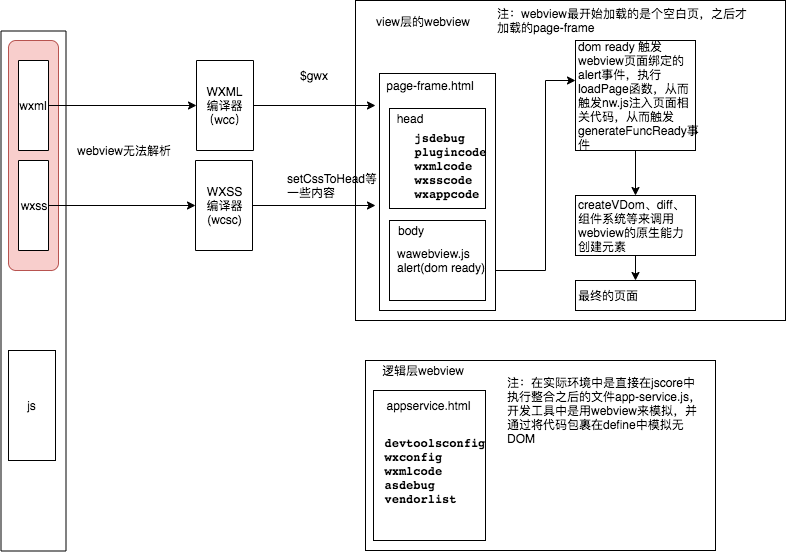 view层的webview
注：webview最开始加载的是个空白页，之后才
加载的page-frame
wxml
wxss
js
webview无法解析
WXML
编译器
(wcc)
WXSS
编译器
(wcsc)
$gwx
setCssToHead等
一些内容
page-frame.html
head
jsdebug
plugincode
wxmlcode
wxsscode
wxappcode
body
wawebview.js
alert(dom ready)
dom ready 触发
webview页面绑定的
alert事件，执行
loadPage函数，从而
触发nw.js注入页面相
关代码，从而触发
generateFuncReady事
件
createVDom、diff、
组件系统等来调用
webview的原生能力
创建元素
最终的页面
逻辑层webview
appservice.html
devtoolsconfig
wxconfig
wxmlcode
asdebug
vendorlist
注：在实际环境中是直接在jscore中
执行整合之后的文件app-service.js,
开发工具中是用webview来模拟，并
通过将代码包裹在define中模拟无
DOM